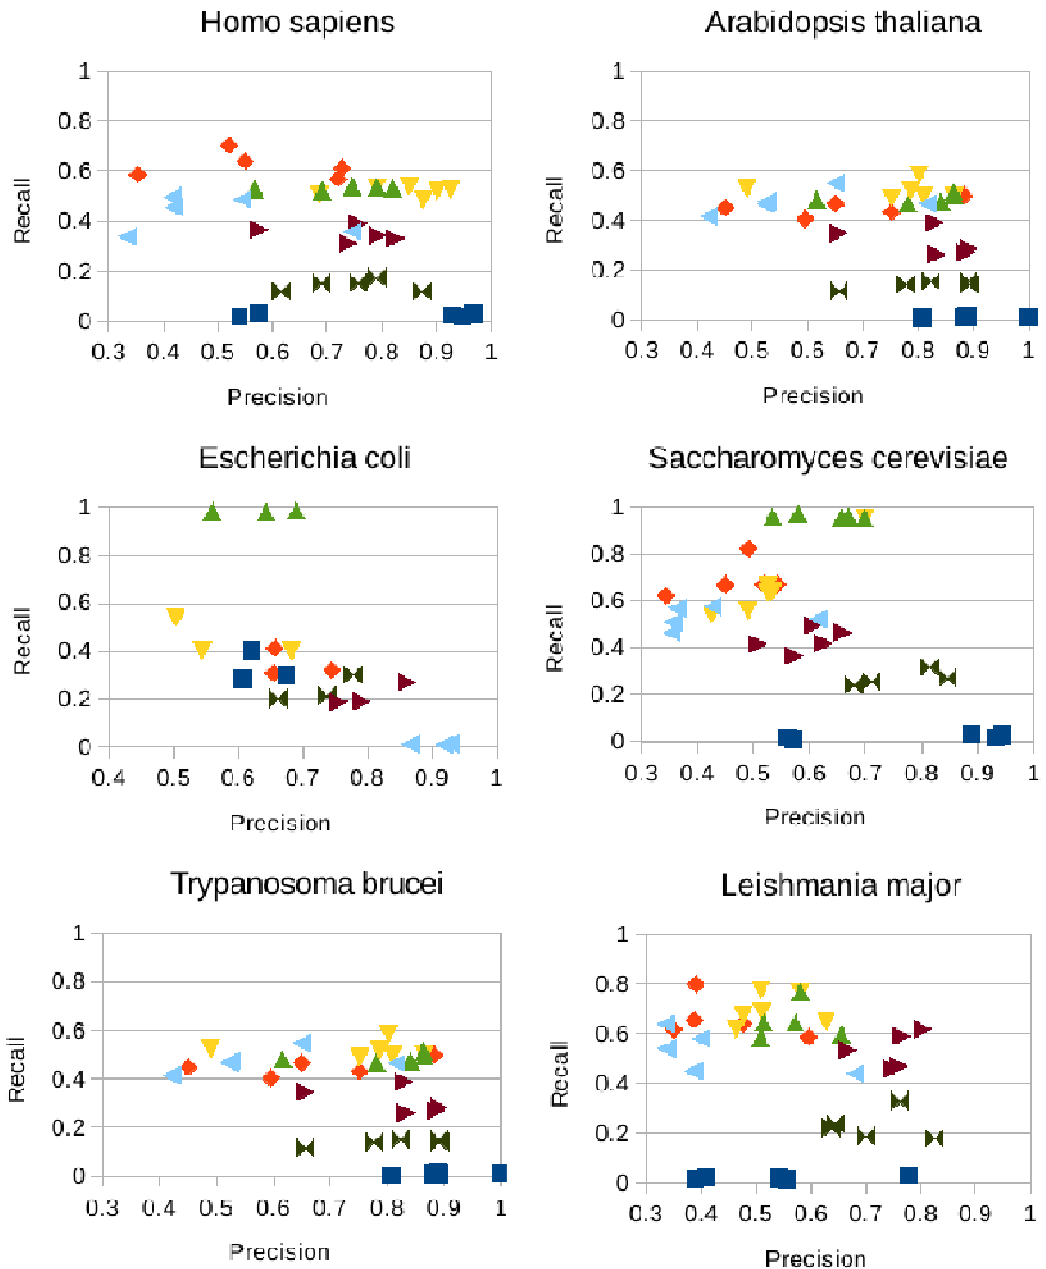 Homo sapiens
1
0.8
0.6
0.4
0.2
0
Recall
0.3 0.4 0.5 0.6 0.7 0.8 0.9 1
Precision
Arabidopsis thaliana
1
0.8
0.6
0.4
0.2
0
Recall
0.3 0.4 0.5 0.6 0.7 0.8 0.9 1
Precision
Escherichia coli
1
0.8
0.6
0.4
0.2
0
Recall
0.4 0.5 0.6 0.7 0.8 0.9 1
Precision
Saccharomyces cerevisiae
1
0.8
0.6
0.4
0.2
0
Recall
0.3 0.4 0.5 0.6 0.7 0.8 0.9 1
Precision
Trypanosoma brucei
1
0.8
0.6
0.4
0.2
0
Recall
0.3 0.4 0.5 0.6 0.7 0.8 0.9 1
Precision
Leishmania major
1
0.8
0.6
0.4
0.2
0
Recall
0.3 0.4 0.5 0.6 0.7 0.8 0.9 1
Precision